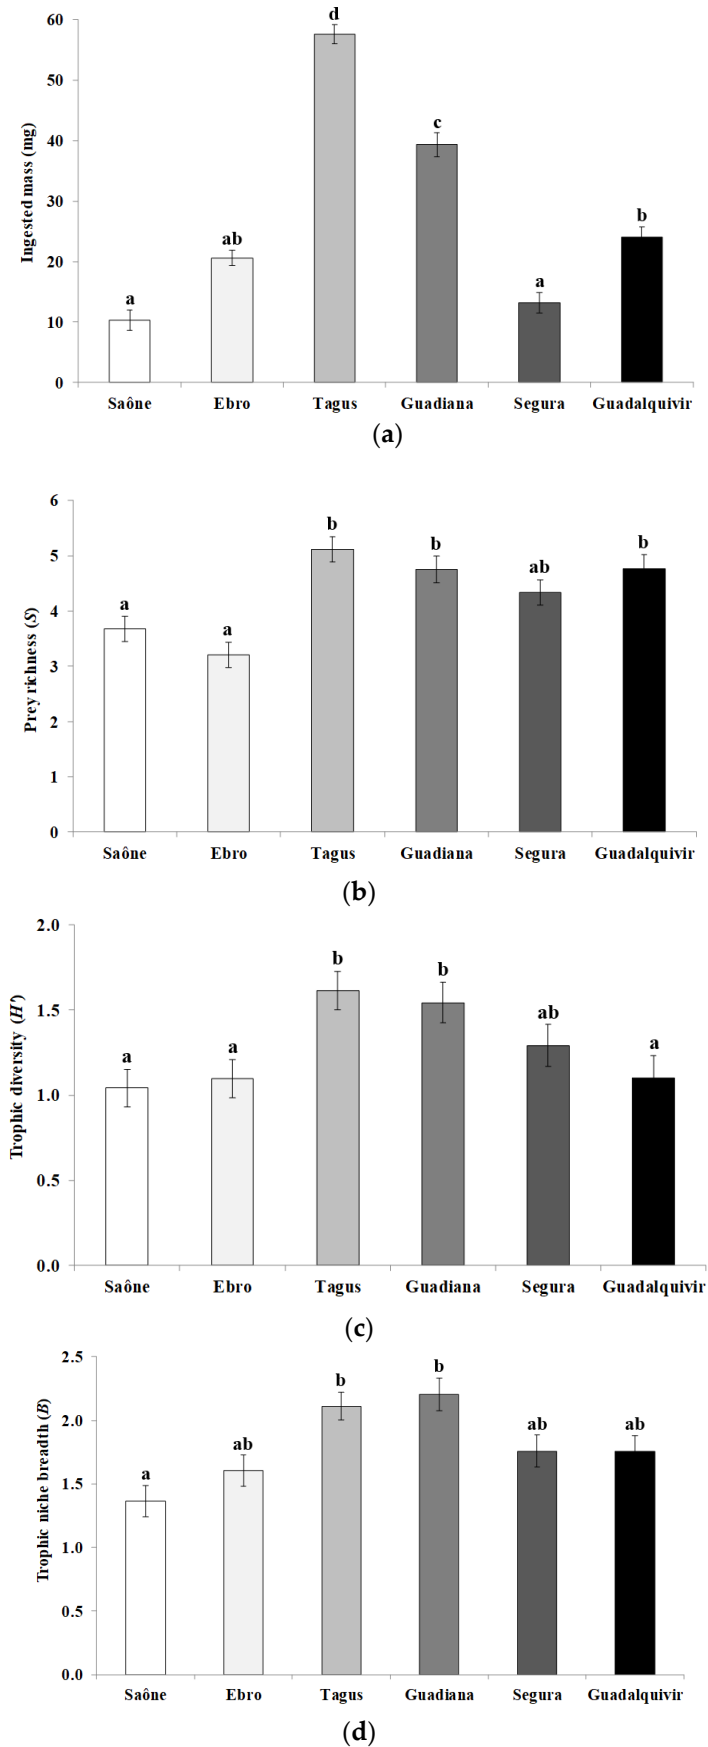 60
50
40
30
20
10
0
Ingested mass (mg)
a
ab
d
c
a
b
Saône Ebro Tagus Guadiana Segura Guadalquivir
(a)
6
5
4
3
2
1
0
Prey richness (S)
a
a
b
b
ab
b
Saône Ebro Tagus Guadiana Segura Guadalquivir
(b)
2.0
1.5
1.0
0.5
0.0
Trophic diversity (H')
a
a
b
b
ab
a
Saône Ebro Tagus Guadiana Segura Guadalquivir
(c)
2.5
2.0
1.5
1.0
0.5
0.0
Trophic niche breadth (B)
a
ab
b
b
ab
ab
Saône Ebro Tagus Guadiana Segura Guadalquivir
(d)